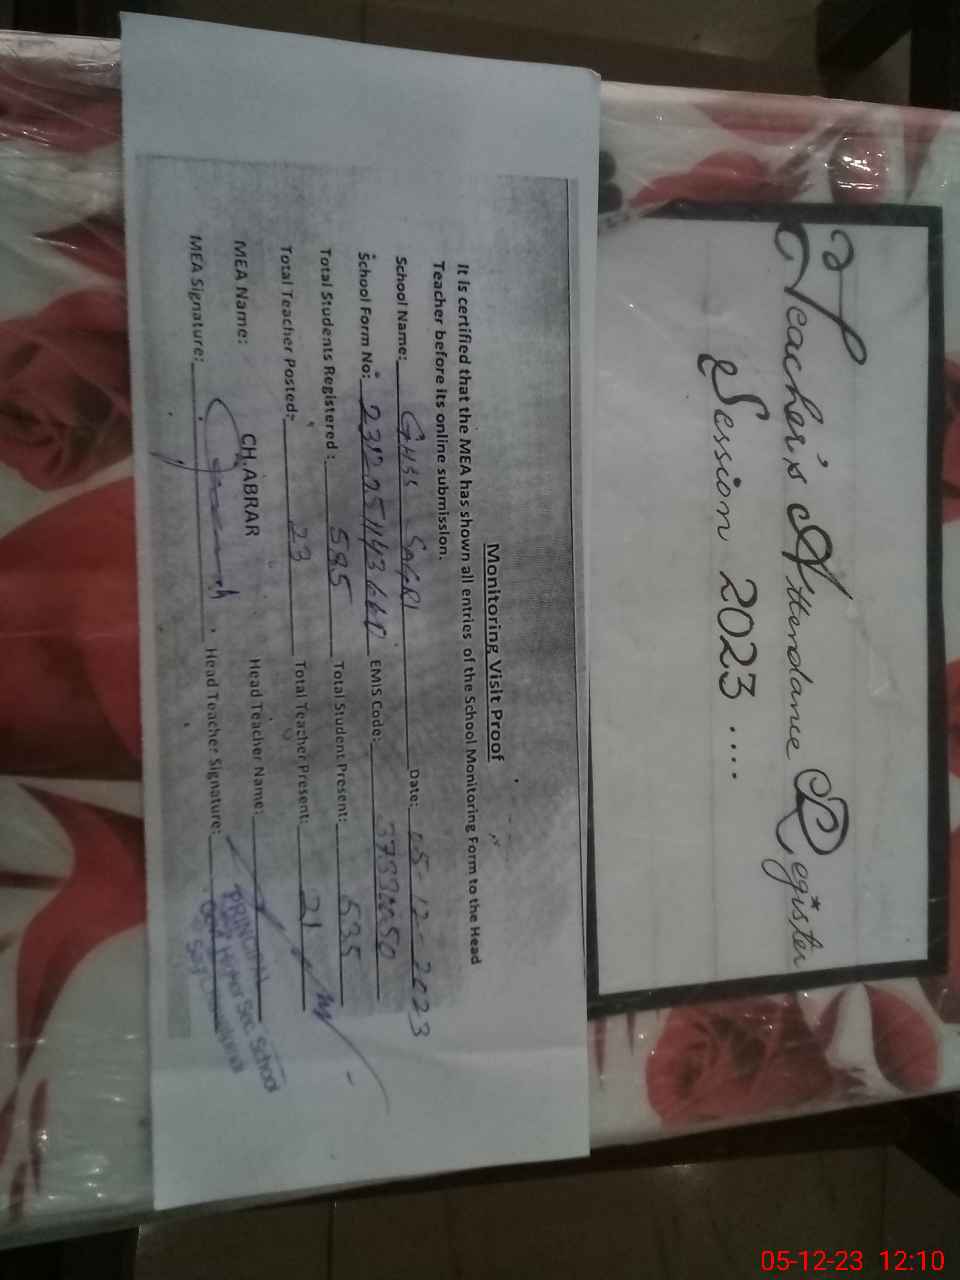 Teacher's Attendance Register
Session 2023 ....
Monitoring Visit Proof
It is certified that the MEA has shown all entries of the School Monitoring Form to the Head
Teacher before its online submission.
School Name: GHSS SAGRI Date: 05-12-2023
School Form No: EMIS Code:
Total Students Registered: 585 Total Student Present: 535
Total Teacher Posted: 23 Total Teacher Present: 21
MEA Name: CH. ABRAR Head Teacher Name:
MEA Signature: Head Teacher Signature:
PRINCIPAL
Higher Sec. School
05-12-23 12:10